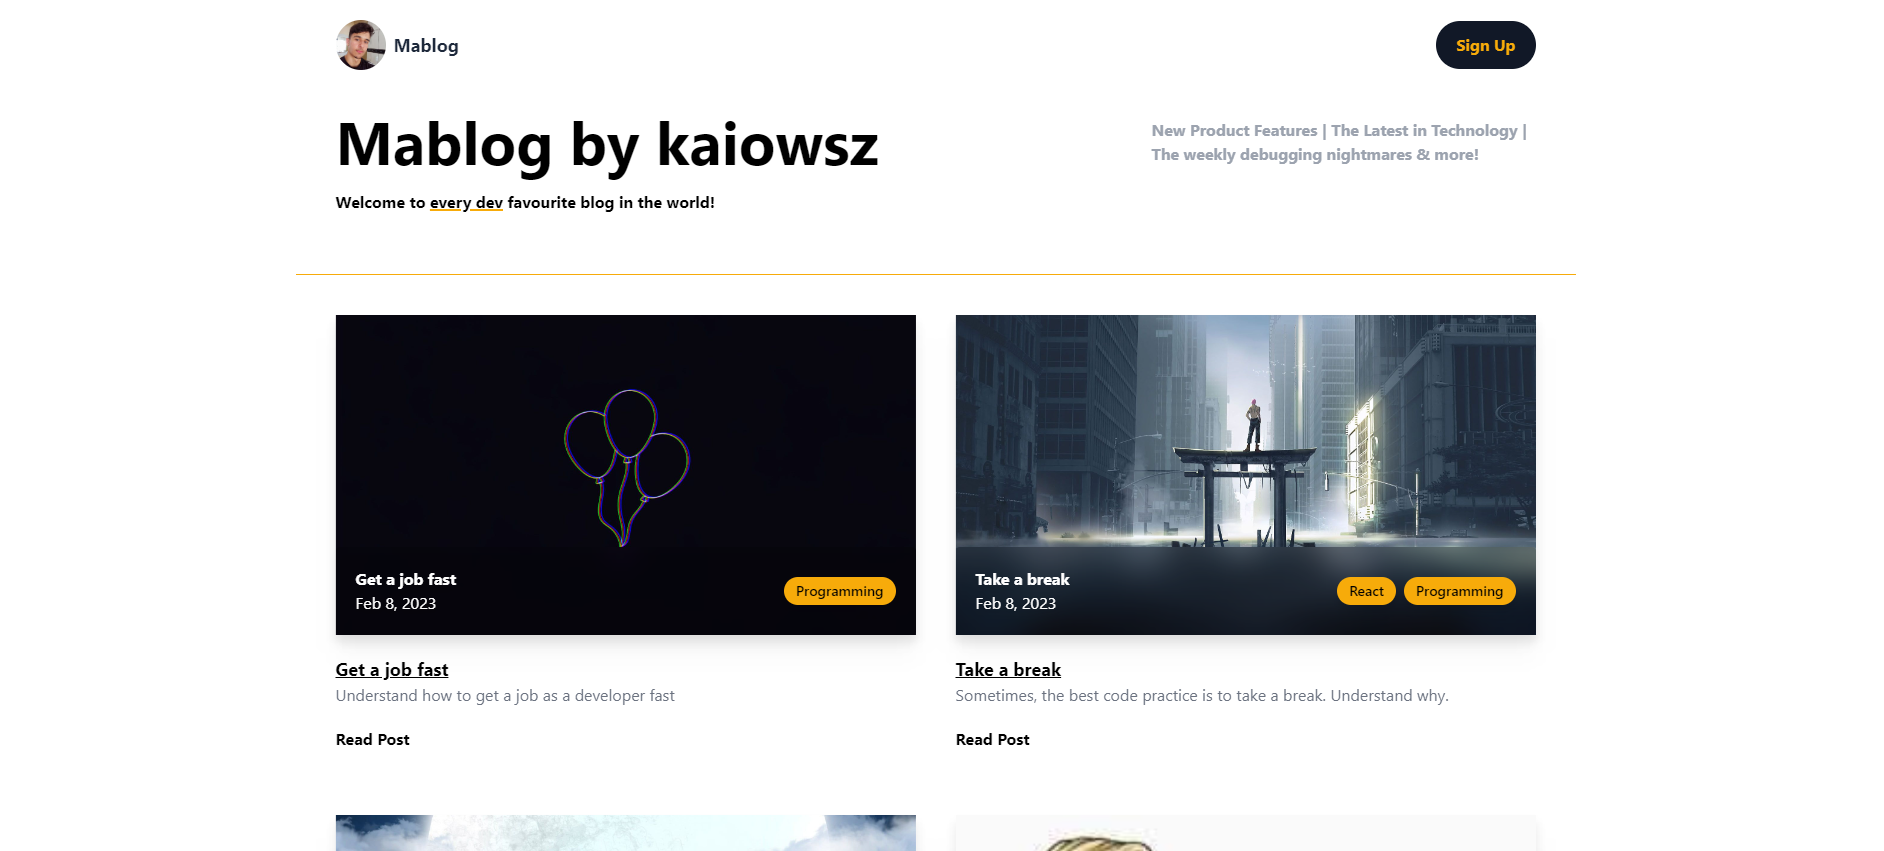 Mablog
Sign Up
Mablog by kaiowsz
Welcome to every dev favourite blog in the world!
New Product Features | The Latest in Technology |
The weekly debugging nightmares & more!
Get a job fast
Feb 8, 2023
Programming
Take a break
Feb 8, 2023
React
Programming
Get a job fast
Understand how to get a job as a developer fast
Read Post
Take a break
Sometimes, the best code practice is to take a break. Understand why.
Read Post